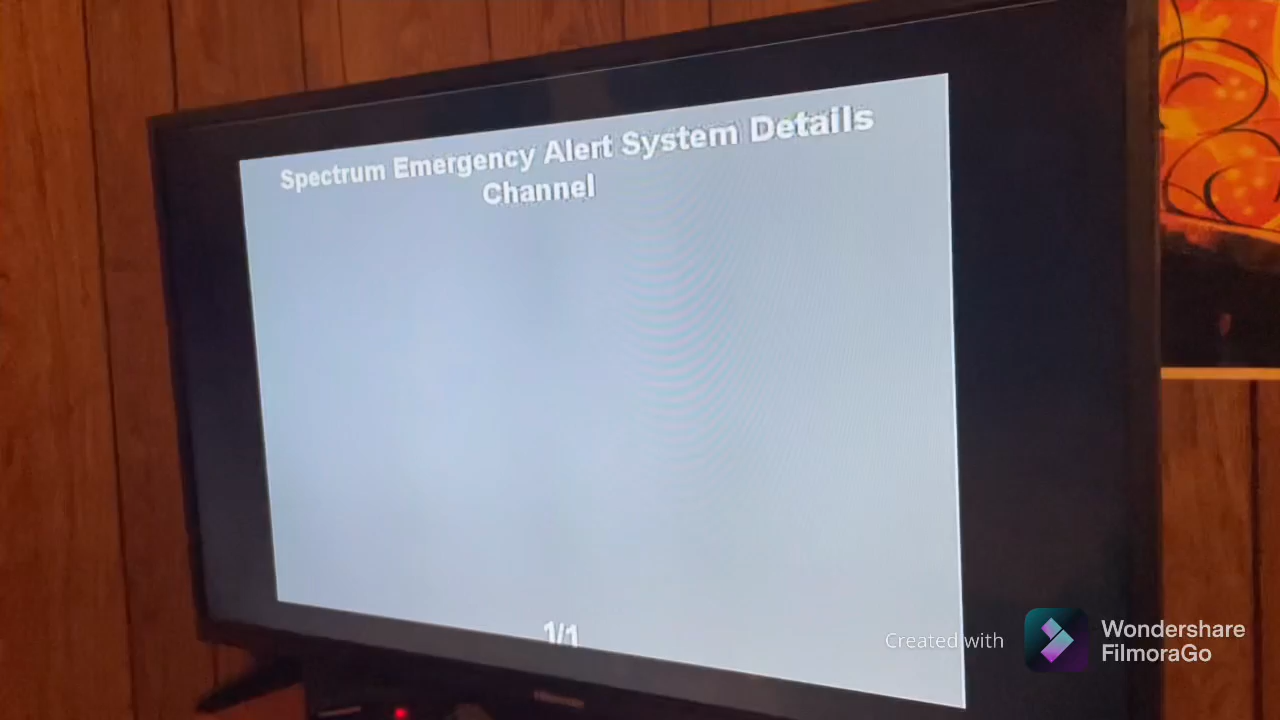 Spectrum Emergency Alert System Details
Channel
1/1
Created with
Wondershare
FilmoraGo